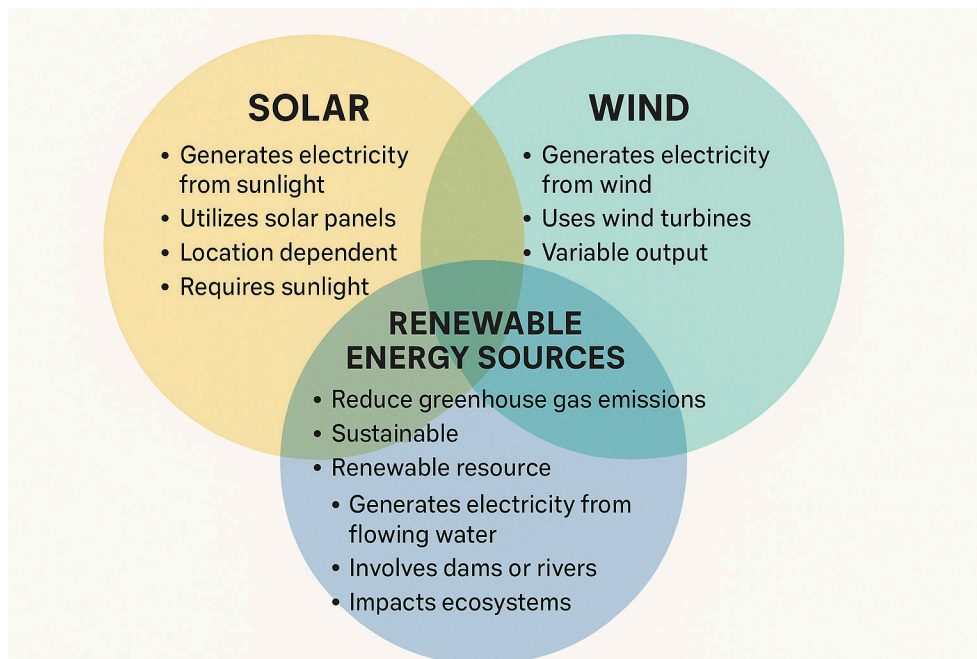 SOLAR
• Generates electricity
from sunlight
• Utilizes solar panels
• Location dependent
• Requires sunlight
WIND
• Generates electricity
from wind
• Uses wind turbines
• Variable output
RENEWABLE
ENERGY SOURCES
• Reduce greenhouse gas emissions
• Sustainable
• Renewable resource
• Generates electricity from
flowing water
• Involves dams or rivers
• Impacts ecosystems